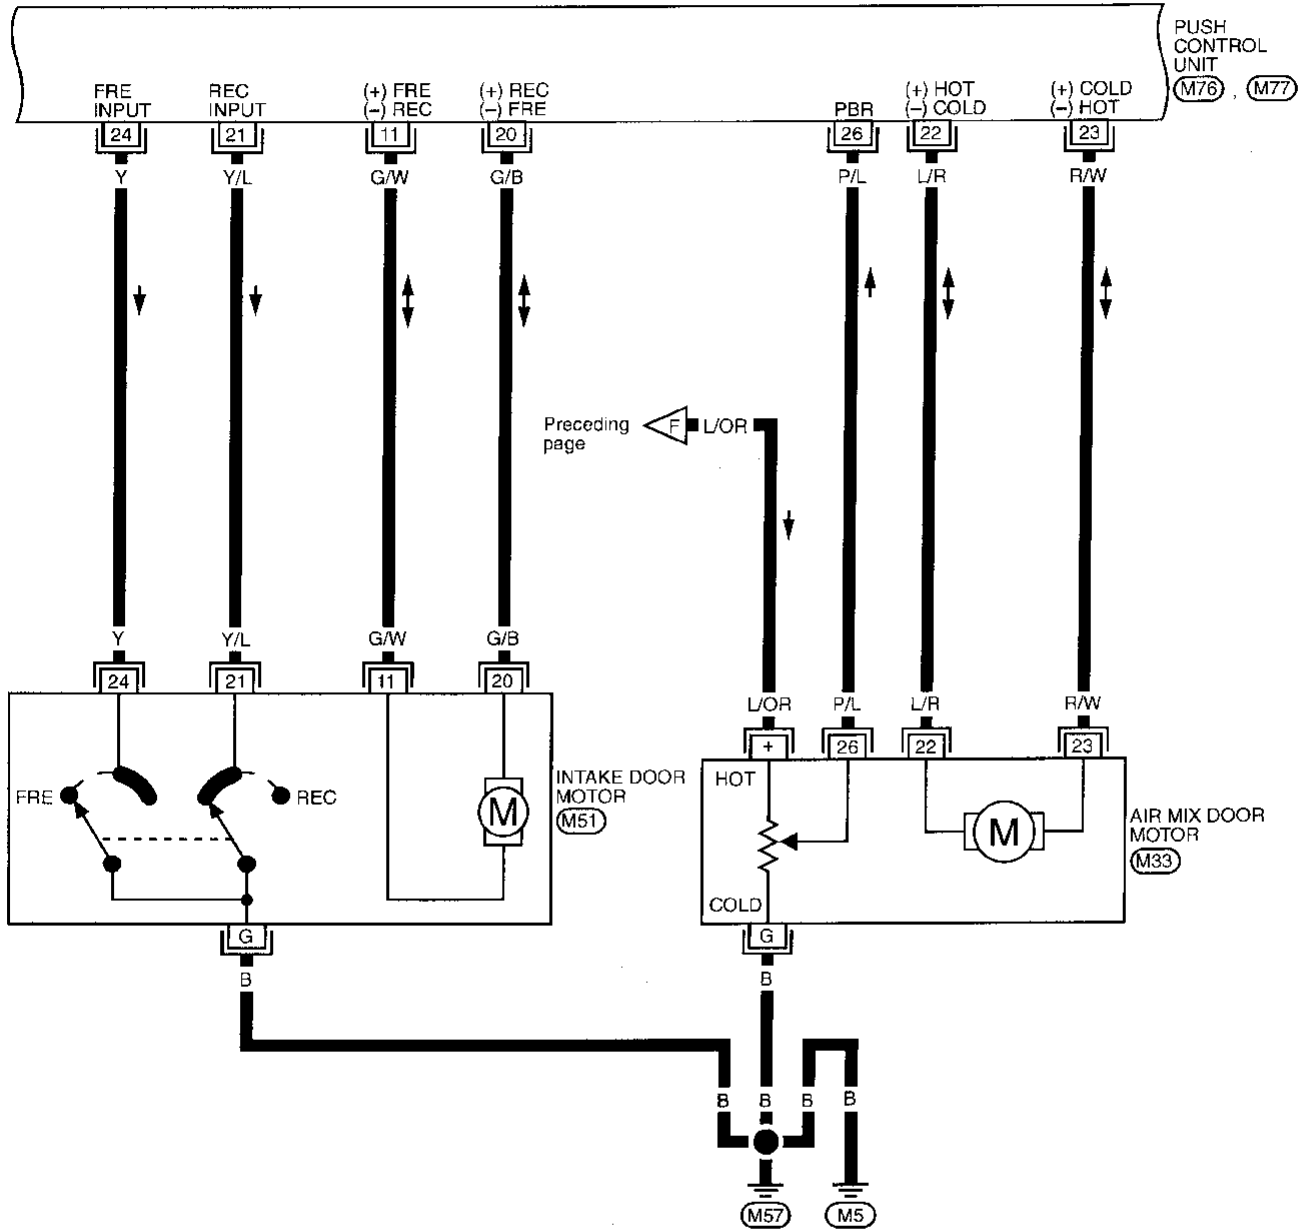 PUSH
CONTROL
UNIT
M76 , M77
FRE
INPUT
REC
INPUT
(+) FRE
(–) REC
(+) REC
(–) FRE
PBR
(+) HOT
(–) COLD
(+) COLD
(–) HOT
24 21 11 20 26 22 23
Y Y/L G/W G/B P/L L/R R/W
Preceding
page
F L/OR
Y Y/L G/W G/B
24 21 11 20
L/OR P/L L/R R/W
+ 26 22 23
FRE
REC
M
INTAKE DOOR
MOTOR
M51
HOT
COLD
M
AIR MIX DOOR
MOTOR
M33
G G
B B
B B B B
M57 M5